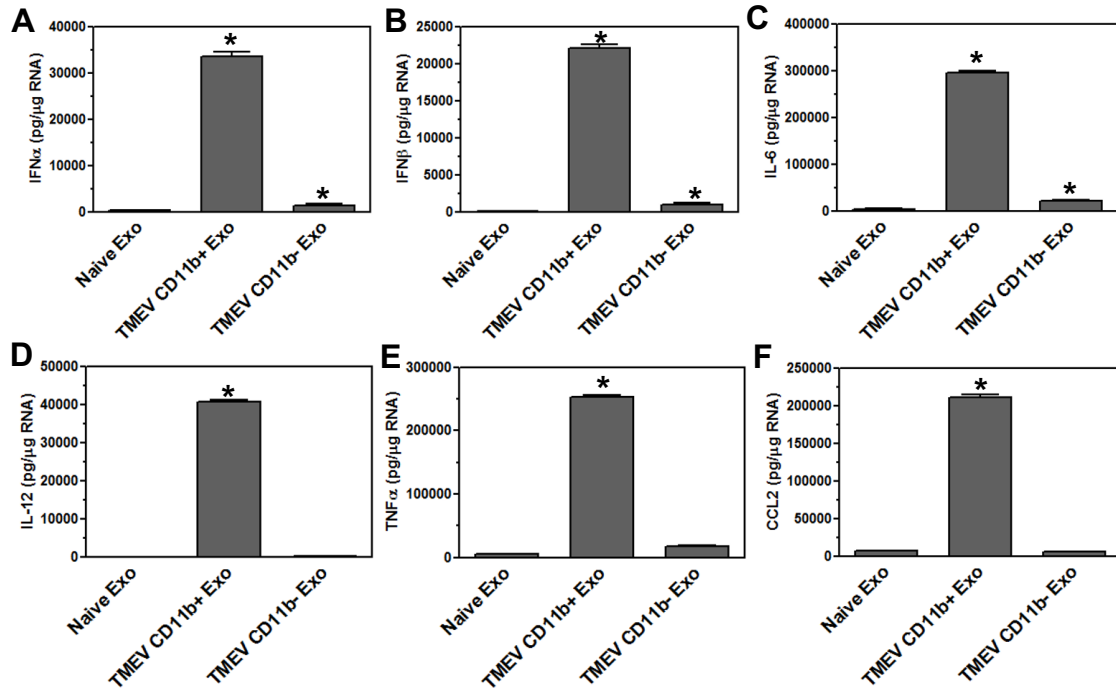 A
IFNα (pg/µg RNA)
40000
30000
20000
10000
0
*
*
Naive Exo
TMEV CD11b+ Exo
TMEV CD11b- Exo
B
IFNβ (pg/µg RNA)
25000
22500
20000
17500
15000
12500
10000
7500
5000
2500
0
*
*
Naive Exo
TMEV CD11b+ Exo
TMEV CD11b- Exo
C
IL-6 (pg/µg RNA)
400000
300000
200000
100000
0
*
*
Naive Exo
TMEV CD11b+ Exo
TMEV CD11b- Exo
D
IL-12 (pg/µg RNA)
50000
40000
30000
20000
10000
0
*
Naive Exo
TMEV CD11b+ Exo
TMEV CD11b- Exo
E
TNFα (pg/µg RNA)
300000
200000
100000
0
*
Naive Exo
TMEV CD11b+ Exo
TMEV CD11b- Exo
F
CCL2 (pg/µg RNA)
250000
200000
150000
100000
50000
0
*
Naive Exo
TMEV CD11b+ Exo
TMEV CD11b- Exo